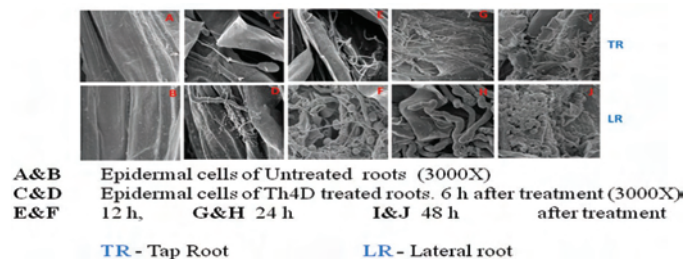 A C E G I
TR
B D F H J
LR
A&B Epidermal cells of Untreated roots (3000X)
C&D Epidermal cells of Th4D treated roots. 6 h after treatment (3000X)
E&F 12 h, G&H 24 h I&J 48 h after treatment
TR - Tap Root LR - Lateral root